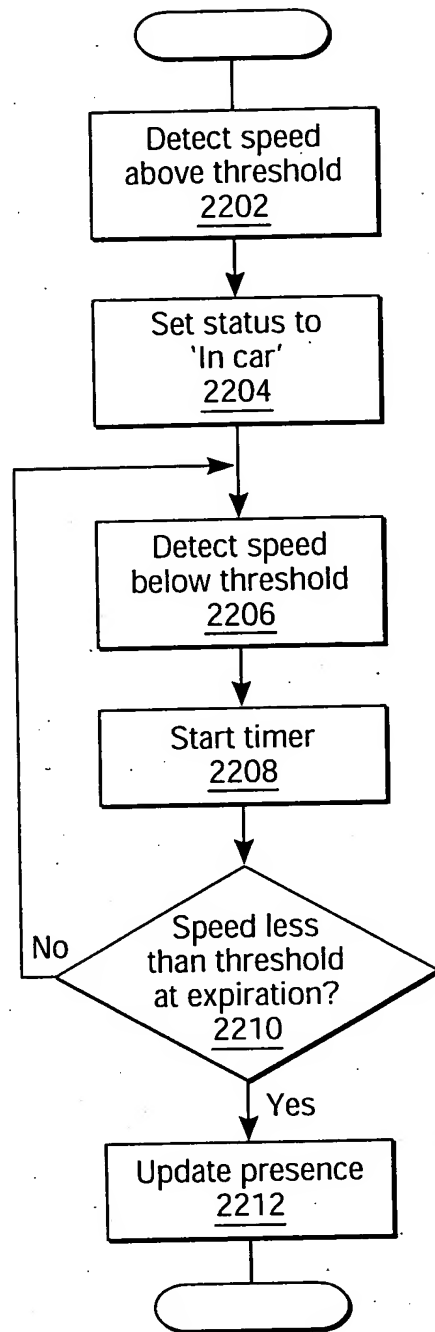 Detect speed
above threshold
2202
Set status to
'In car'
2204
Detect speed
below threshold
2206
Start timer
2208
Speed less
than threshold
at expiration?
2210
No
Yes
Update presence
2212